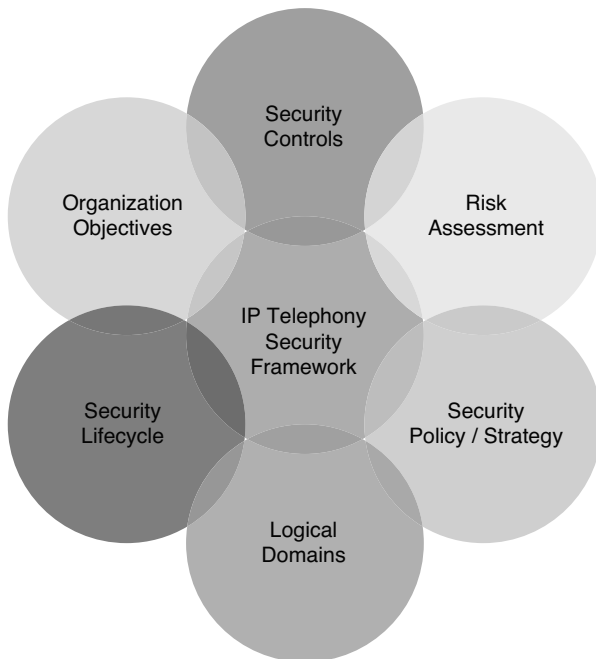 Security
Controls
Organization
Objectives
Risk
Assessment
IP Telephony
Security
Framework
Security
Lifecycle
Security
Policy / Strategy
Logical
Domains